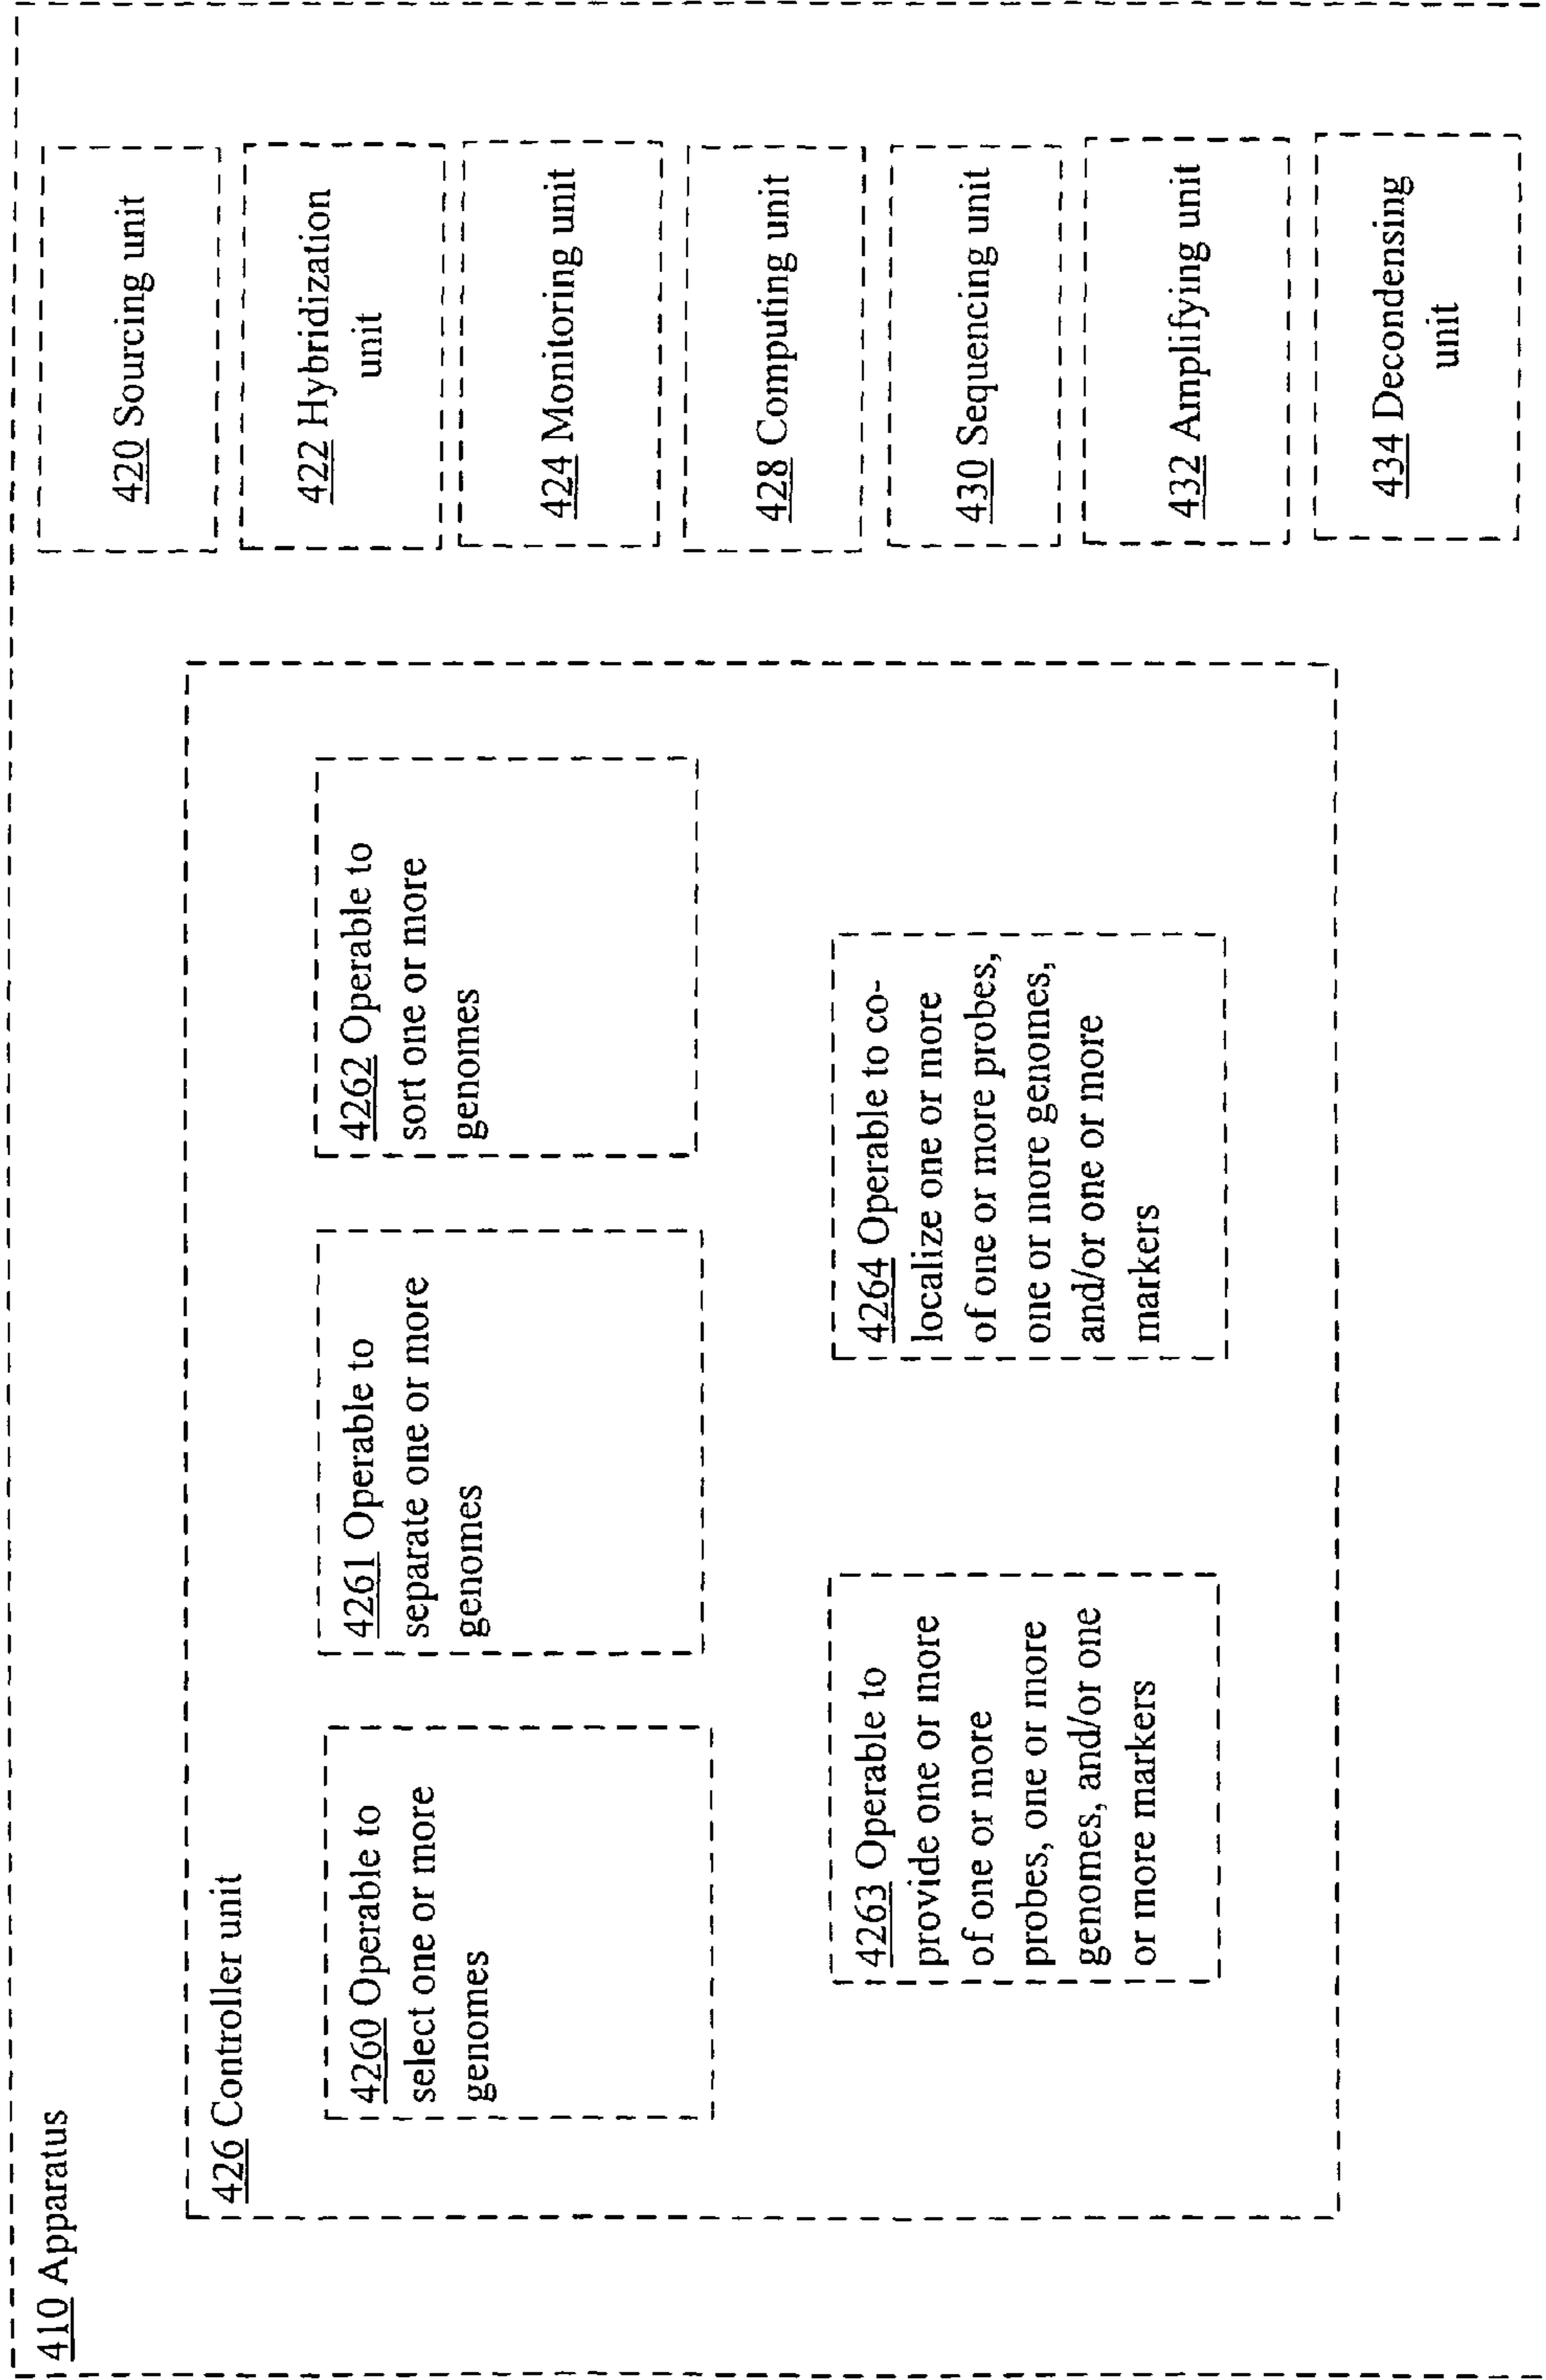 410 Apparatus
426 Controller unit
4260 Operable to
select one or more
genomes
4261 Operable to
separate one or more
genomes
4262 Operable to
sort one or more
genomes
4263 Operable to
provide one or more
of one or more
probes, one or more
genomes, and/or one
or more markers
4264 Operable to co-
localize one or more
of one or more probes,
one or more genomes,
and/or one or more
markers
420 Sourcing unit
422 Hybridization
unit
424 Monitoring unit
428 Computing unit
430 Sequencing unit
432 Amplifying unit
434 Decondensing
unit